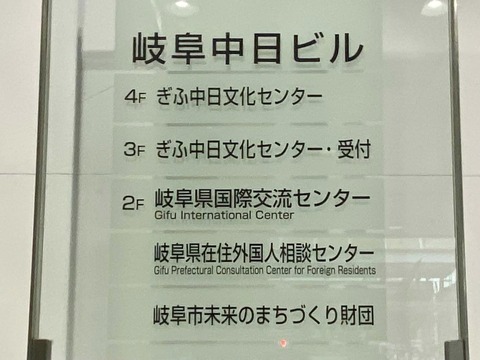 岐阜中日ビル
4F ぎふ中日文化センター
3F ぎふ中日文化センター・受付
2F 岐阜県国際交流センター
Gifu International Center
岐阜県在住外国人相談センター
Gifu Prefectural Consultation Center for Foreign Residents
岐阜市未来のまちづくり財団